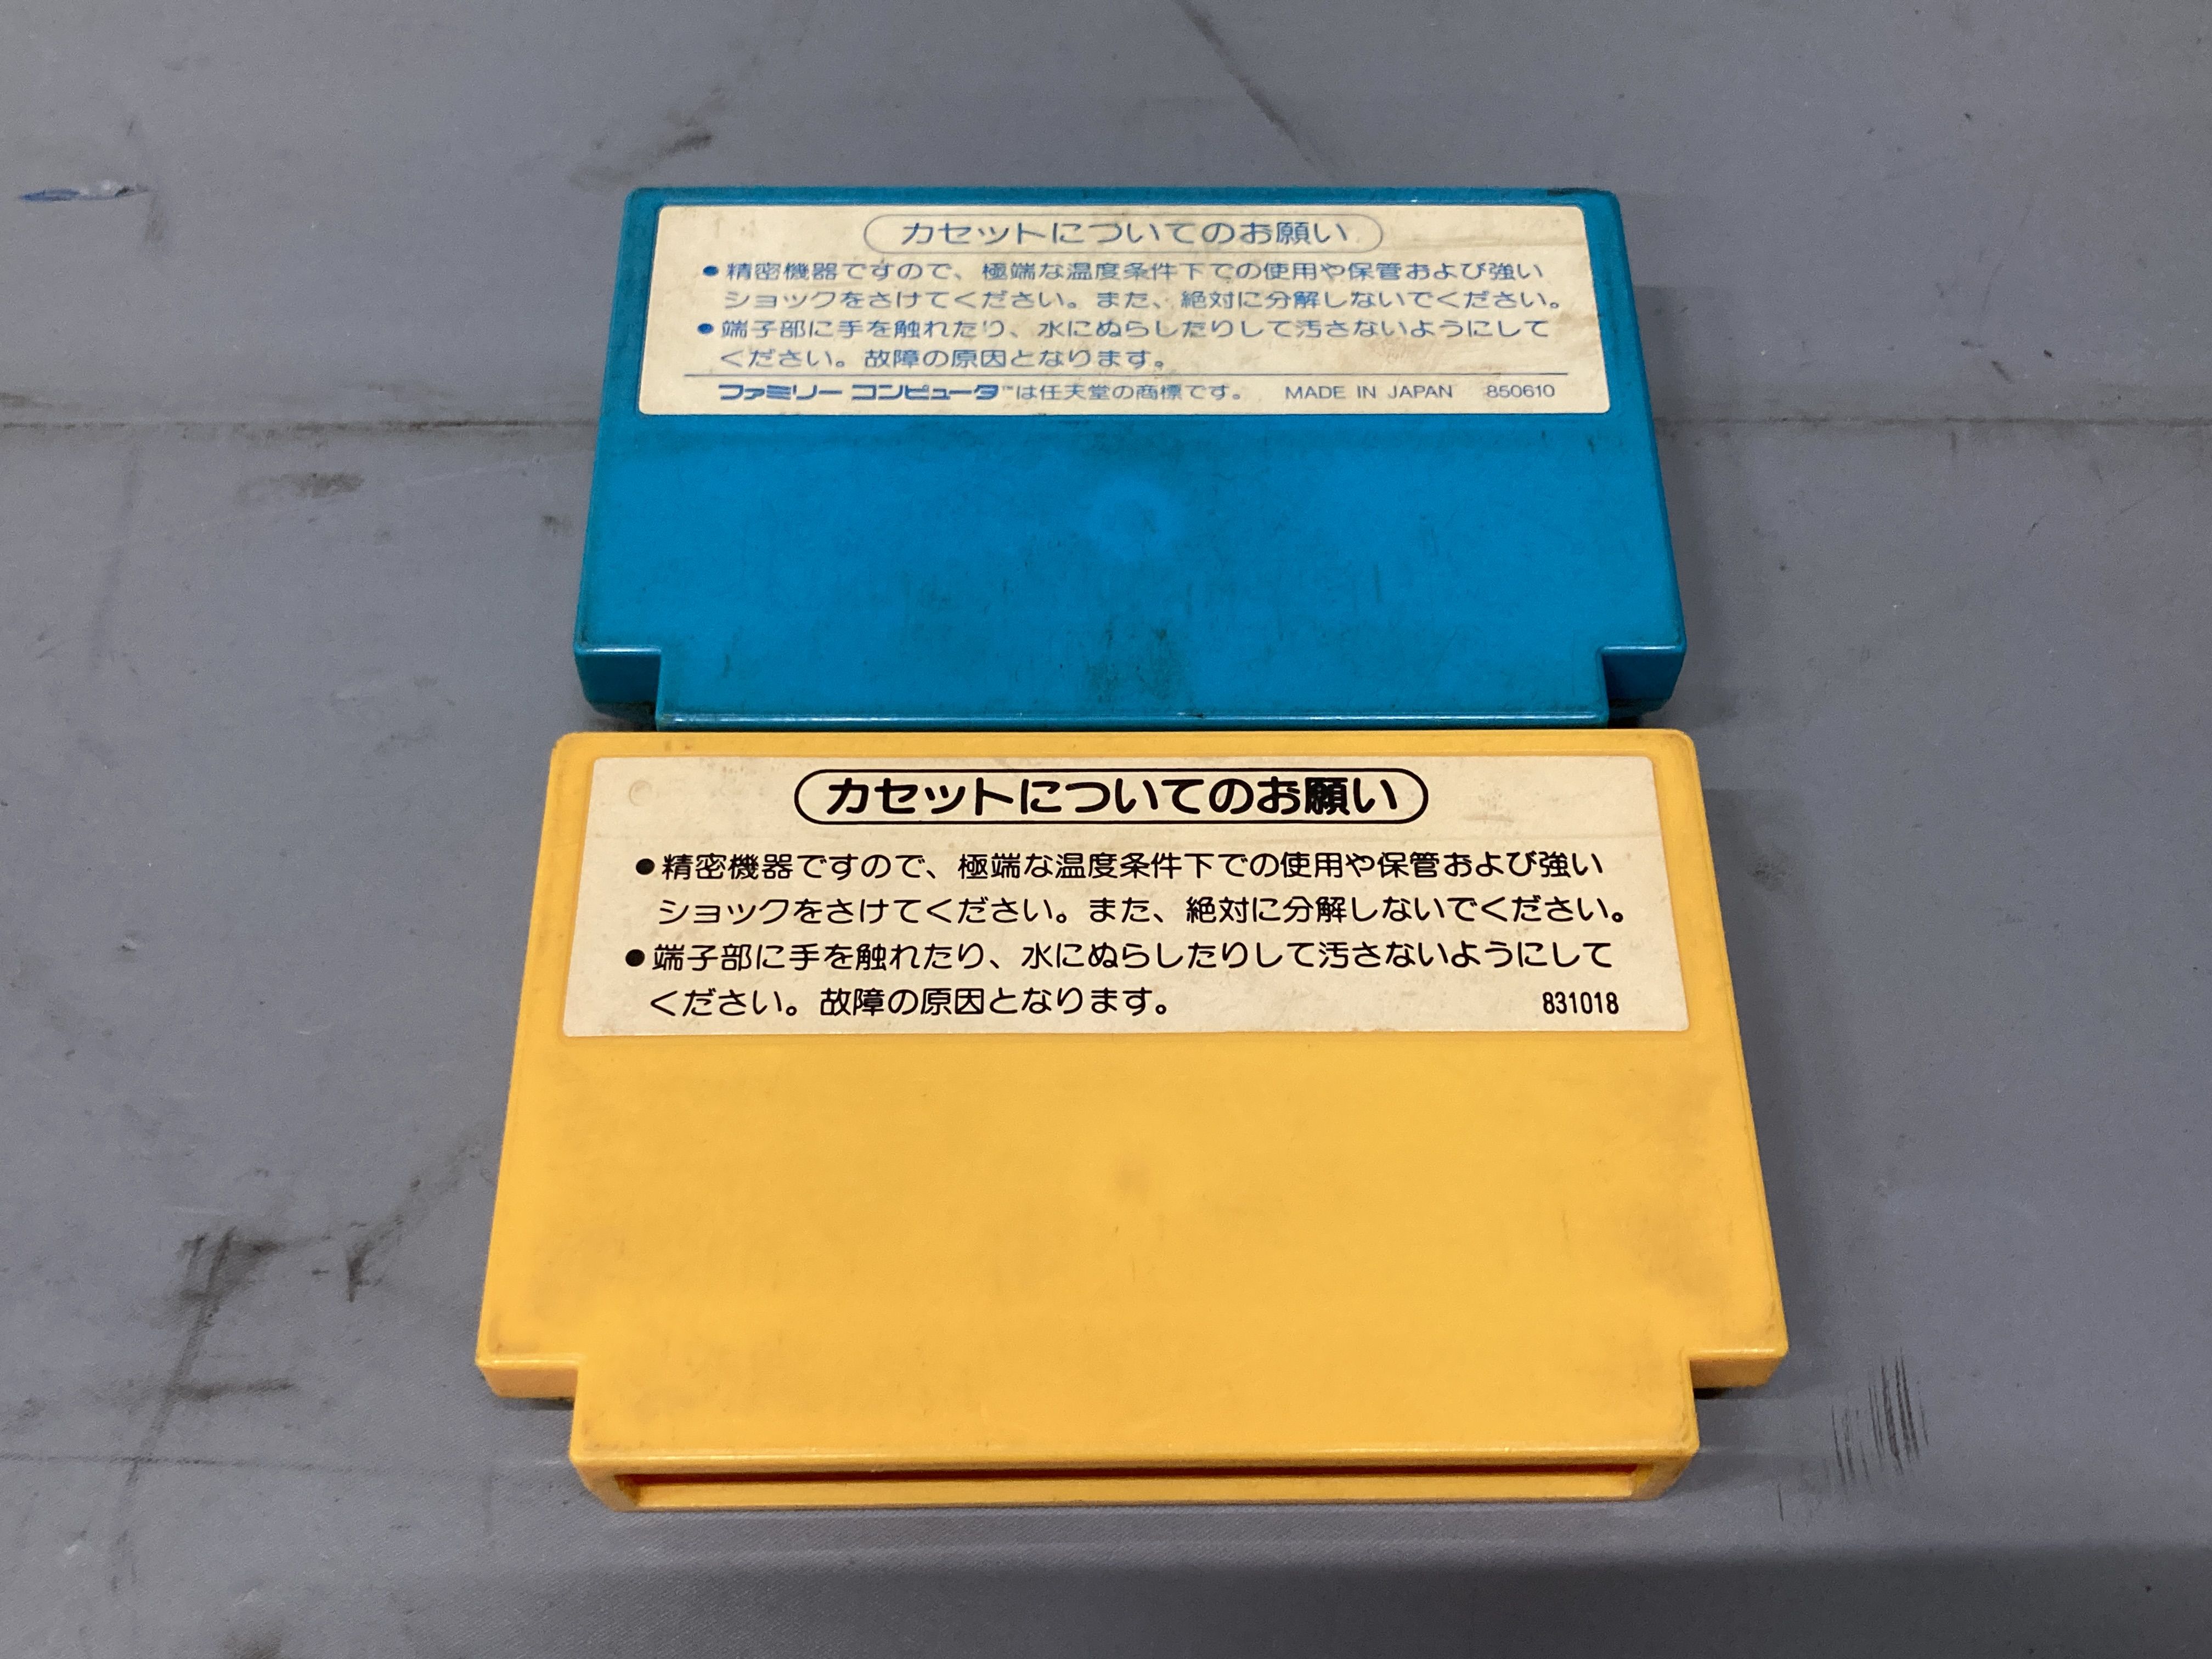 カセットについてのお願い
●精密機器ですので、極端な温度条件下での使用や保管および強い
ショックをさけてください。また、絶対に分解しないでください。
●端子部に手を触れたり、水にぬらしたりして汚さないようにして
ください。故障の原因となります。
ファミリーコンピュータ™は任天堂の商標です。 MADE IN JAPAN 850610
カセットについてのお願い
●精密機器ですので、極端な温度条件下での使用や保管および強い
ショックをさけてください。また、絶対に分解しないでください。
●端子部に手を触れたり、水にぬらしたりして汚さないようにして
ください。故障の原因となります。 831018